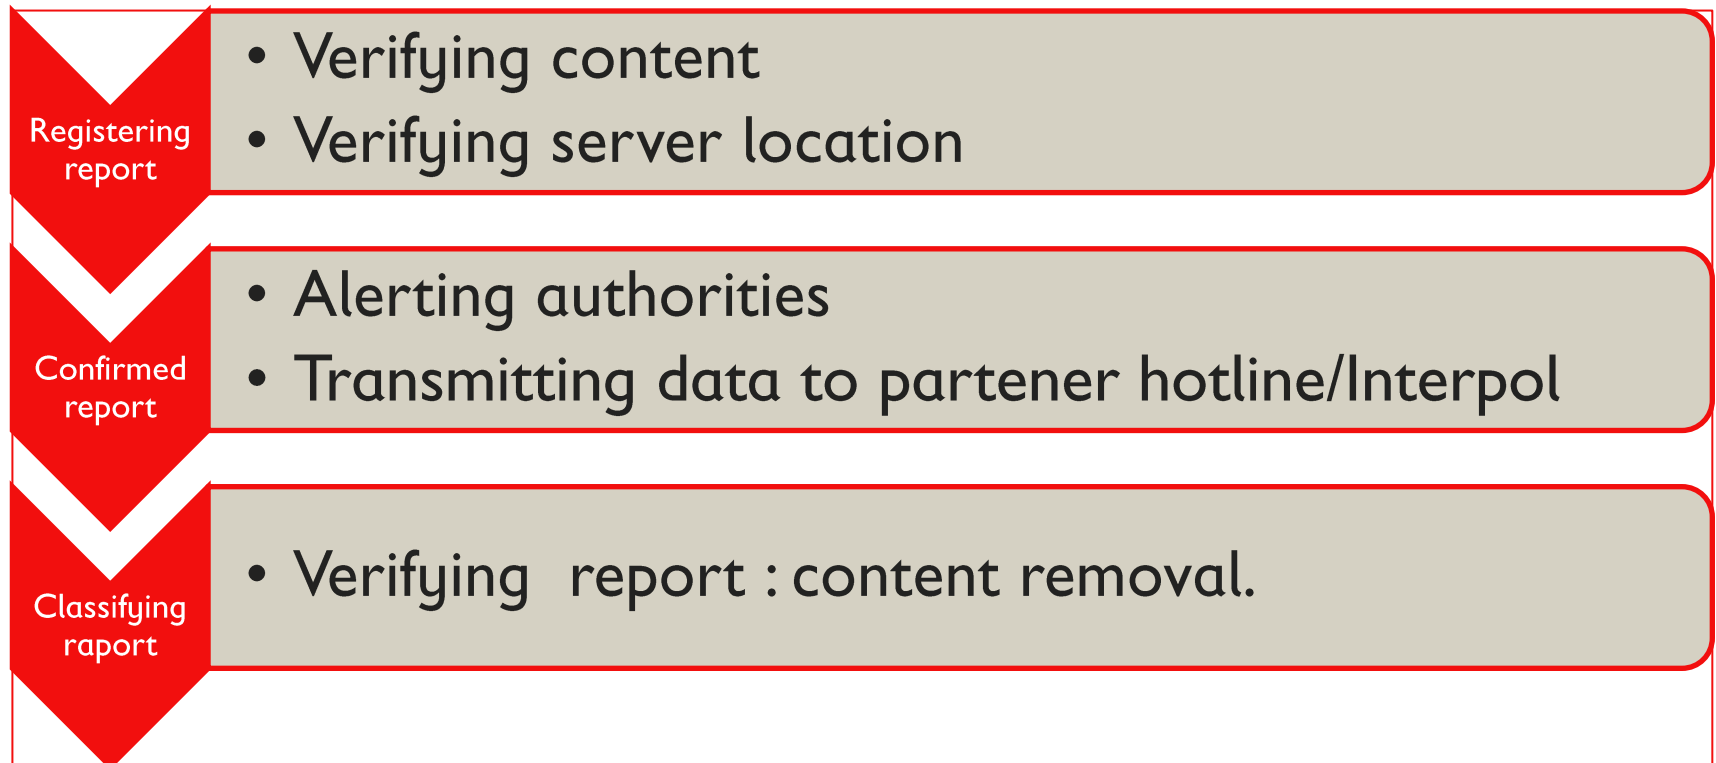 Registering
report
• Verifying content
• Verifying server location
Confirmed
report
• Alerting authorities
• Transmitting data to partener hotline/Interpol
Classifying
raport
• Verifying  report : content removal.